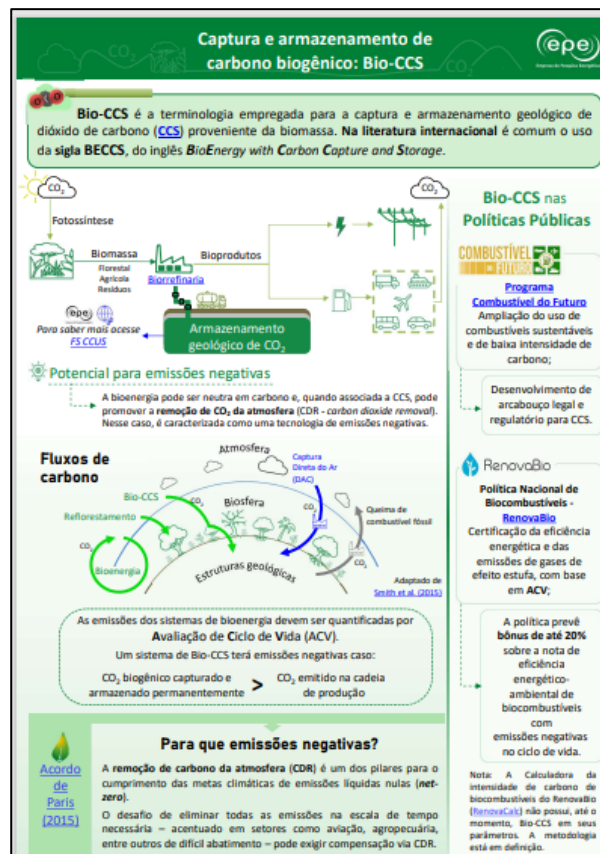 Captura e armazenamento de
carbono biogênico: Bio-CCS
epe
Empresa de Pesquisa Energética
CO2
Bio-CCS é a terminologia empregada para a captura e armazenamento geológico de
dióxido de carbono (CCS) proveniente da biomassa. Na literatura internacional é comum o uso
da sigla BECCS, do inglês BioEnergy with Carbon Capture and Storage.
CO2
CO2
Fotossíntese
Biomassa
Florestal
Agrícola
Resíduos
Biorrefinaria
Bioprodutos
epe
Para saber mais acesse
FS CCUS
Armazenamento
geológico de CO2
Potencial para emissões negativas
A bioenergia pode ser neutra em carbono e, quando associada a CCS, pode
promover a remoção de CO2 da atmosfera (CDR - carbon dioxide removal).
Nesse caso, é caracterizada como uma tecnologia de emissões negativas.
Fluxos de
carbono
Atmosfera
Captura
Direta do Ar
(DAC)
Bio-CCS
CO2
Biosfera
CO2
Queima de
combustível fóssil
Reflorestamento
CO2
Bioenergia
Estruturas geológicas
CO2
Adaptado de
Smith et al. (2015)
As emissões dos sistemas de bioenergia devem ser quantificadas por
Avaliação de Ciclo de Vida (ACV).
Um sistema de Bio-CCS terá emissões negativas caso:
CO2 biogênico capturado e
armazenado permanentemente
>
CO2 emitido na cadeia
de produção
Acordo
de
Paris
(2015)
Para que emissões negativas?
A remoção de carbono da atmosfera (CDR) é um dos pilares para o
cumprimento das metas climáticas de emissões líquidas nulas (net-
zero).
O desafio de eliminar todas as emissões na escala de tempo
necessária – acentuado em setores como aviação, agropecuária,
entre outros de difícil abatimento – pode exigir compensação via CDR.
Bio-CCS nas
Políticas Públicas
COMBUSTÍVEL
DO FUTURO
Programa
Combustível do Futuro
Ampliação do uso de
combustíveis sustentáveis
e de baixa intensidade de
carbono;
Desenvolvimento de
arcabouço legal e
regulatório para CCS.
RenovaBio
Política Nacional de
Biocombustíveis -
RenovaBio
Certificação da eficiência
energética e das
emissões de gases de
efeito estufa, com base
em ACV;
A política prevê
bônus de até 20%
sobre a nota de
eficiência
energético-
ambiental de
biocombustíveis
com
emissões negativas
no ciclo de vida.
Nota: A Calculadora da
intensidade de carbono de
biocombustíveis do RenovaBio
(RenovaCalc) não possui, até o
momento, Bio-CCS em seus
parâmetros. A metodologia
está em definição.